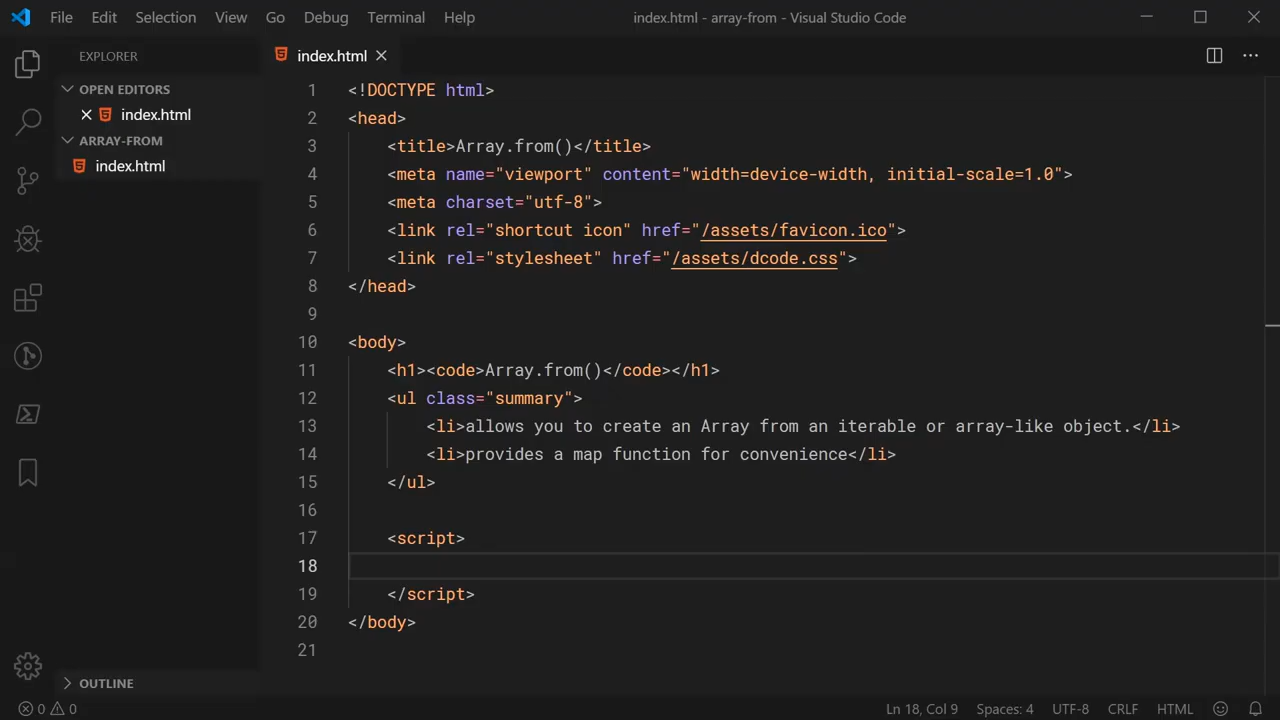 File Edit Selection View Go Debug Terminal Help index.html - array-from - Visual Studio Code
EXPLORER
OPEN EDITORS
index.html
ARRAY-FROM
index.html
OUTLINE
index.html
1 <!DOCTYPE html>
2 <head>
3 <title>Array.from()</title>
4 <meta name="viewport" content="width=device-width, initial-scale=1.0">
5 <meta charset="utf-8">
6 <link rel="shortcut icon" href="/assets/favicon.ico">
7 <link rel="stylesheet" href="/assets/dcode.css">
8 </head>
9
10 <body>
11 <h1><code>Array.from()</code></h1>
12 <ul class="summary">
13 <li>allows you to create an Array from an iterable or array-like object.</li>
14 <li>provides a map function for convenience</li>
15 </ul>
16
17 <script>
18
19 </script>
20 </body>
21
0 0 Ln 18, Col 9 Spaces: 4 UTF-8 CRLF HTML